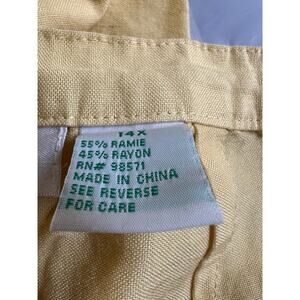 14X
55% RAMIE
45% RAYON
RN# 98571
MADE IN CHINA
SEE REVERSE
FOR CARE